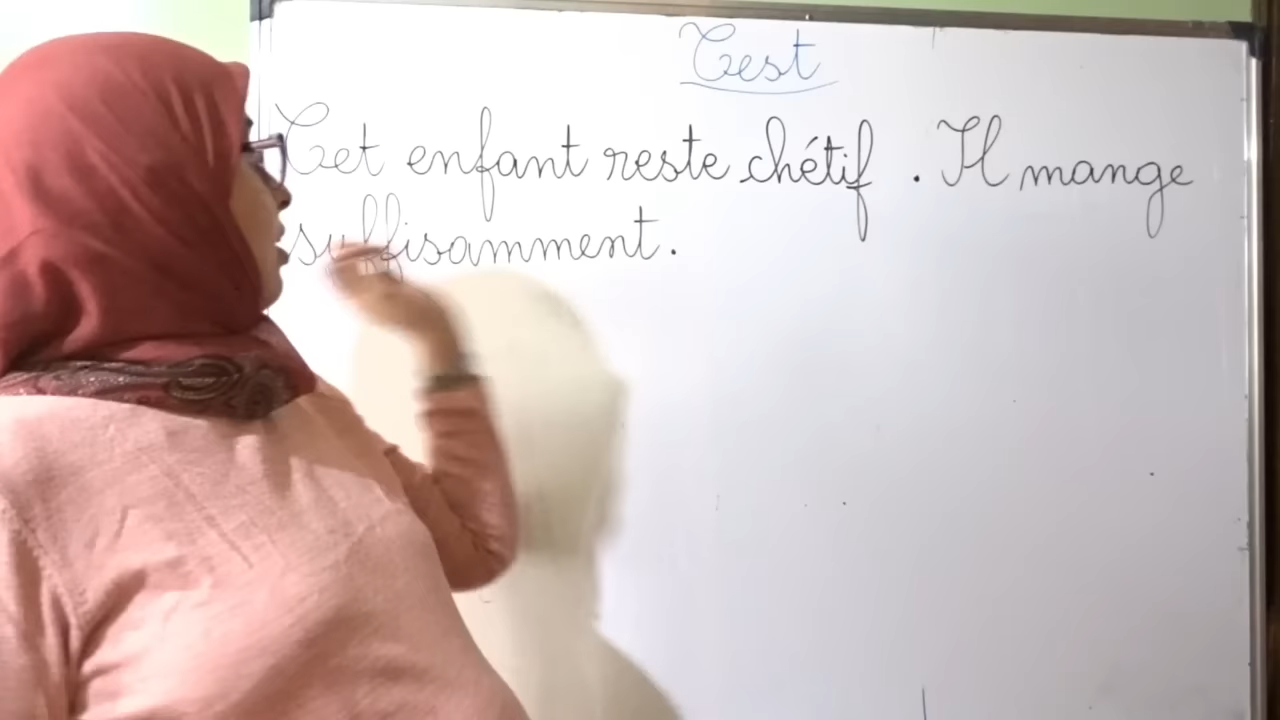 Test
Cet enfant reste chétif . Il mange
suffisamment .